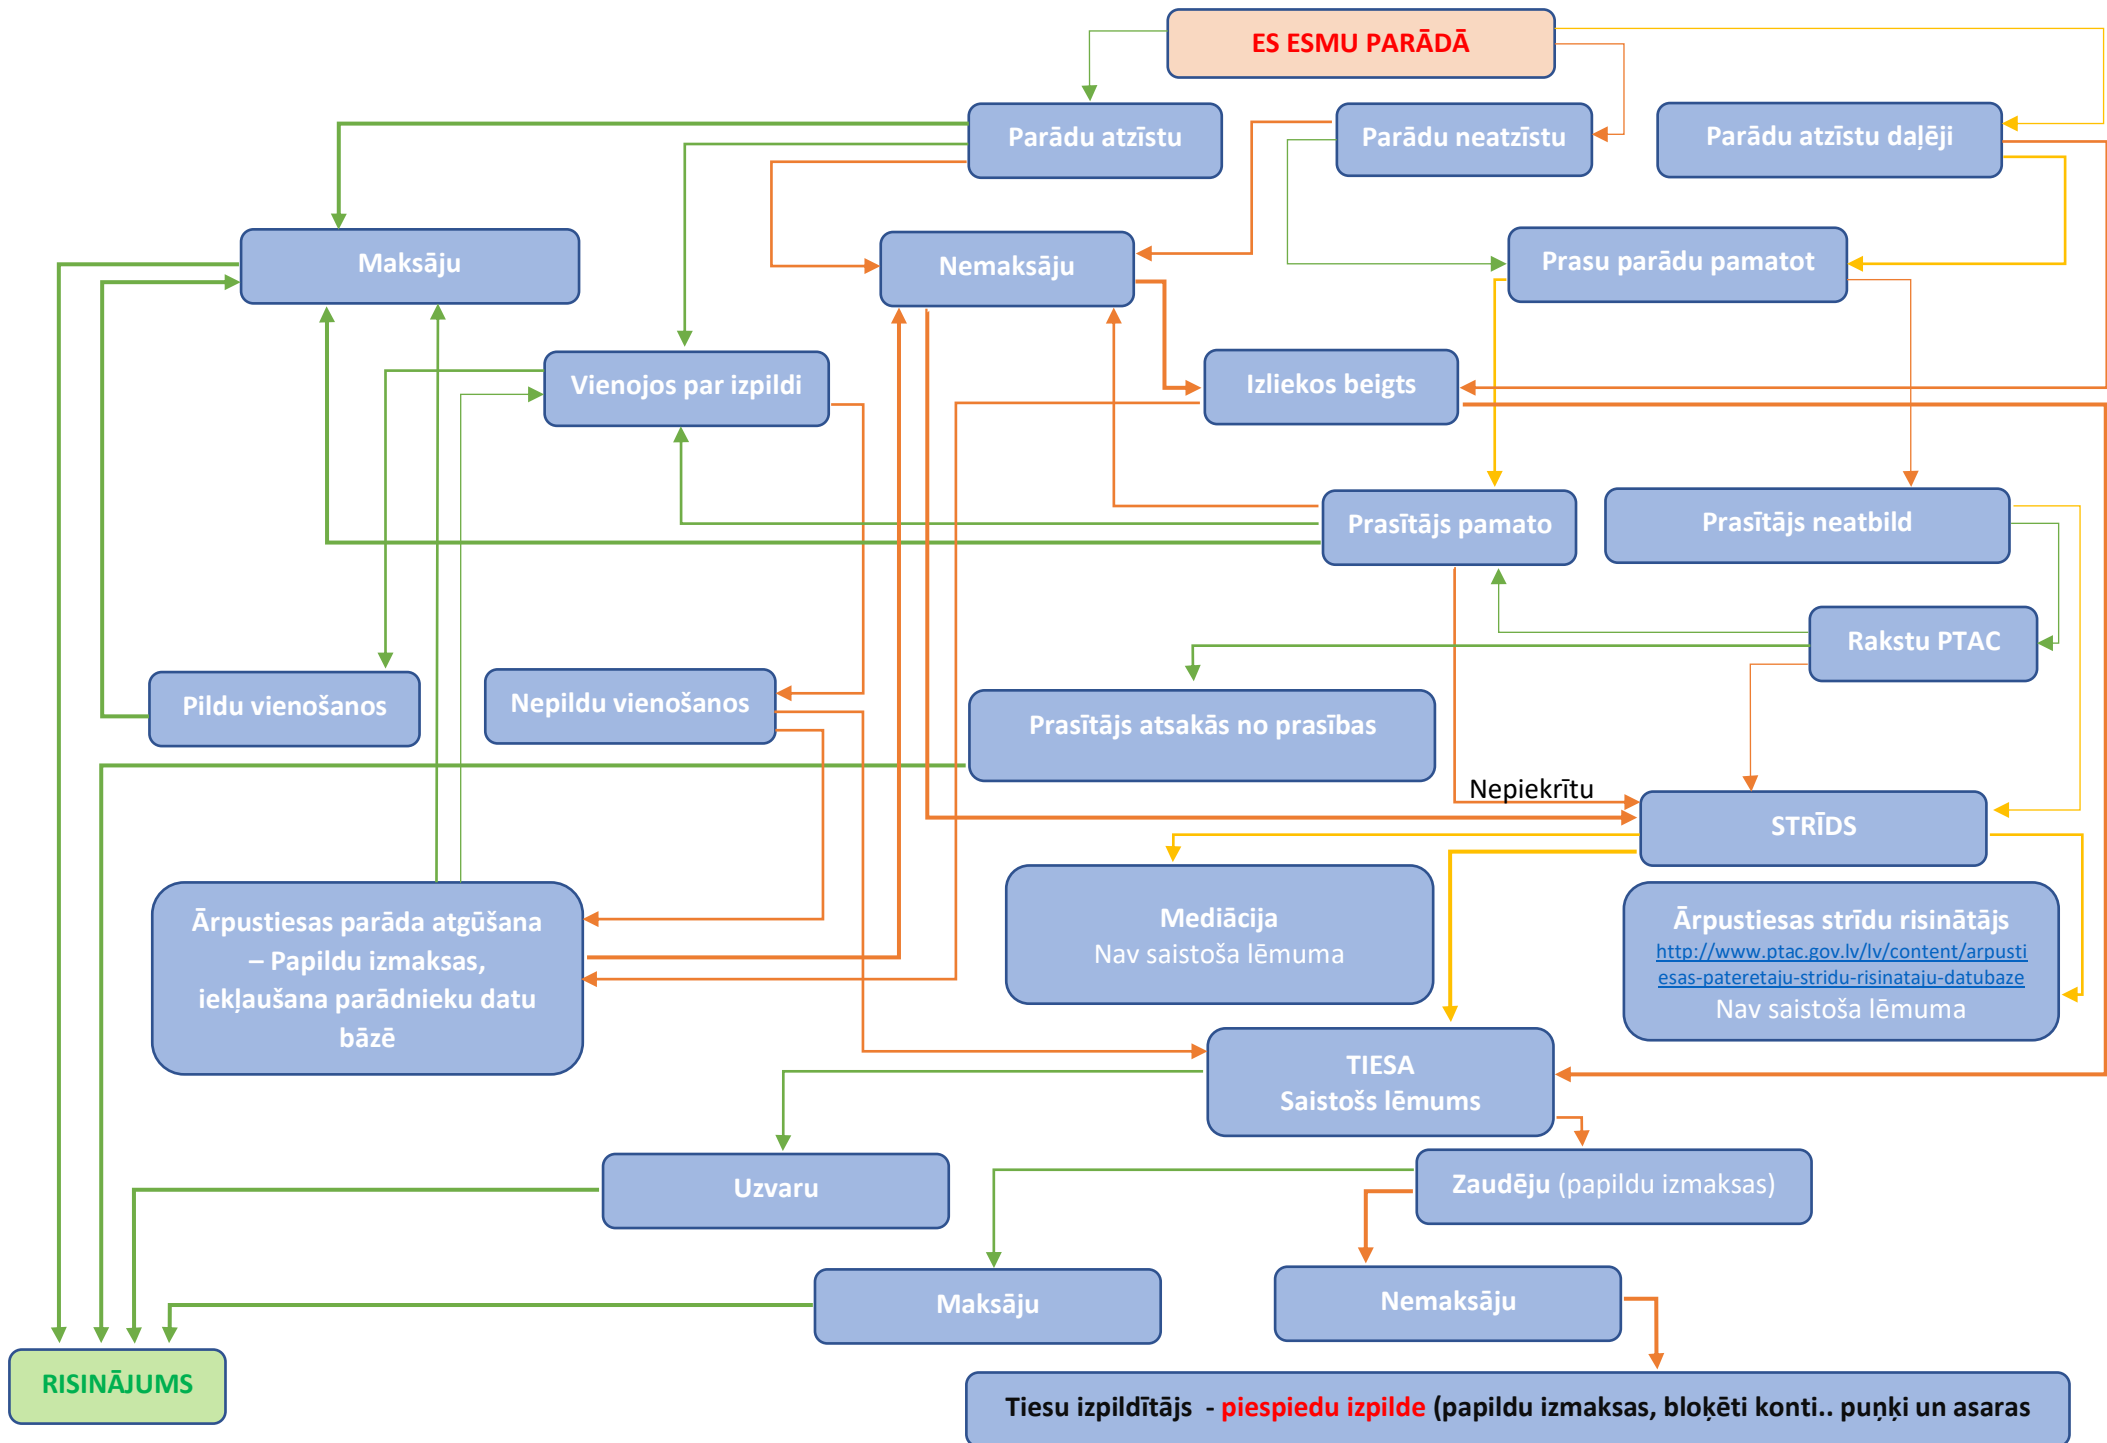 ES ESMU PARĀDĀ
Parādu atzīstu
Parādu neatzīstu
Parādu atzīstu daļēji
Maksāju
Nemaksāju
Prasu parādu pamatot
Vienojos par izpildi
Izliekos beigts
Prasītājs pamato
Prasītājs neatbild
Rakstu PTAC
Pildu vienošanos
Nepildu vienošanos
Prasītājs atsakās no prasības
Nepiekrītu
STRĪDS
Ārpustiesas parāda atgūšana
– Papildu izmaksas,
iekļaušana parādnieku datu
bāzē
Mediācija
Nav saistoša lēmuma
Ārpustiesas strīdu risinātājs
http://www.ptac.gov.lv/lv/content/arpusti
esas-pateretaju-stridu-risinataju-datubaze
Nav saistoša lēmuma
TIESA
Saistošs lēmums
Uzvaru
Zaudēju (papildu izmaksas)
Maksāju
Nemaksāju
RISINĀJUMS
Tiesu izpildītājs - piespiedu izpilde (papildu izmaksas, bloķēti konti.. puņķi un asaras